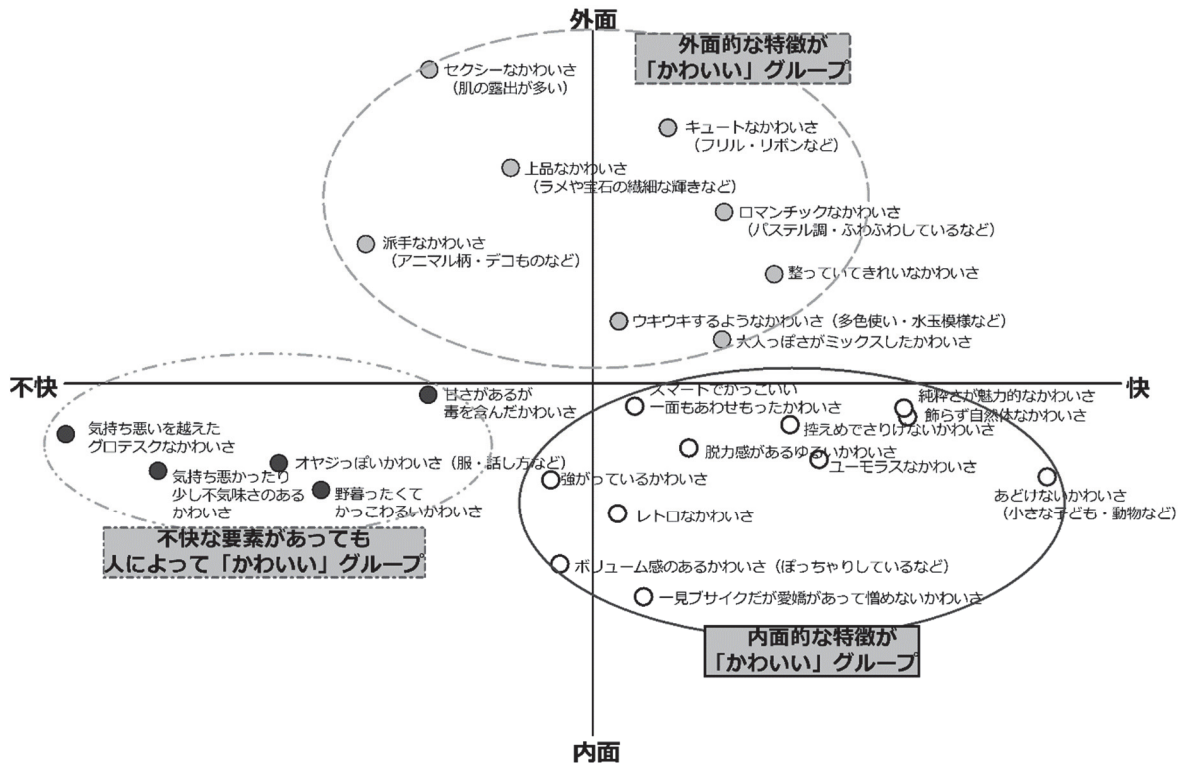 外面
外面的な特徴が
「かわいい」グループ
セクシーなかわいさ
（肌の露出が多い）
キュートなかわいさ
（フリル・リボンなど）
上品なかわいさ
（ラメや宝石の繊細な輝きなど）
ロマンチックなかわいさ
（パステル調・ふわふわしているなど）
派手なかわいさ
（アニマル柄・デコものなど）
整っていてきれいなかわいさ
ウキウキするようなかわいさ（多色使い・水玉模様など）
大人っぽさがミックスしたかわいさ
不快
快
甘さがあるが
毒を含んだかわいさ
スマートでかっこいい
一面もあわせもったかわいさ
純粋さが魅力的なかわいさ
飾らず自然体なかわいさ
控えめでさりげないかわいさ
気持ち悪いを越えた
グロテスクなかわいさ
脱力感があるゆるいかわいさ
ユーモラスなかわいさ
オヤジっぽいかわいさ（服・話し方など）
気持ち悪かったり
少し不気味さのある
かわいさ
野暮ったくて
かっこわるいかわいさ
強がっているかわいさ
あどけないかわいさ
（小さな子ども・動物など）
レトロなかわいさ
不快な要素があっても
人によって「かわいい」グループ
ボリューム感のあるかわいさ（ぽっちゃりしているなど）
一見ブサイクだが愛嬌があって憎めないかわいさ
内面的な特徴が
「かわいい」グループ
内面